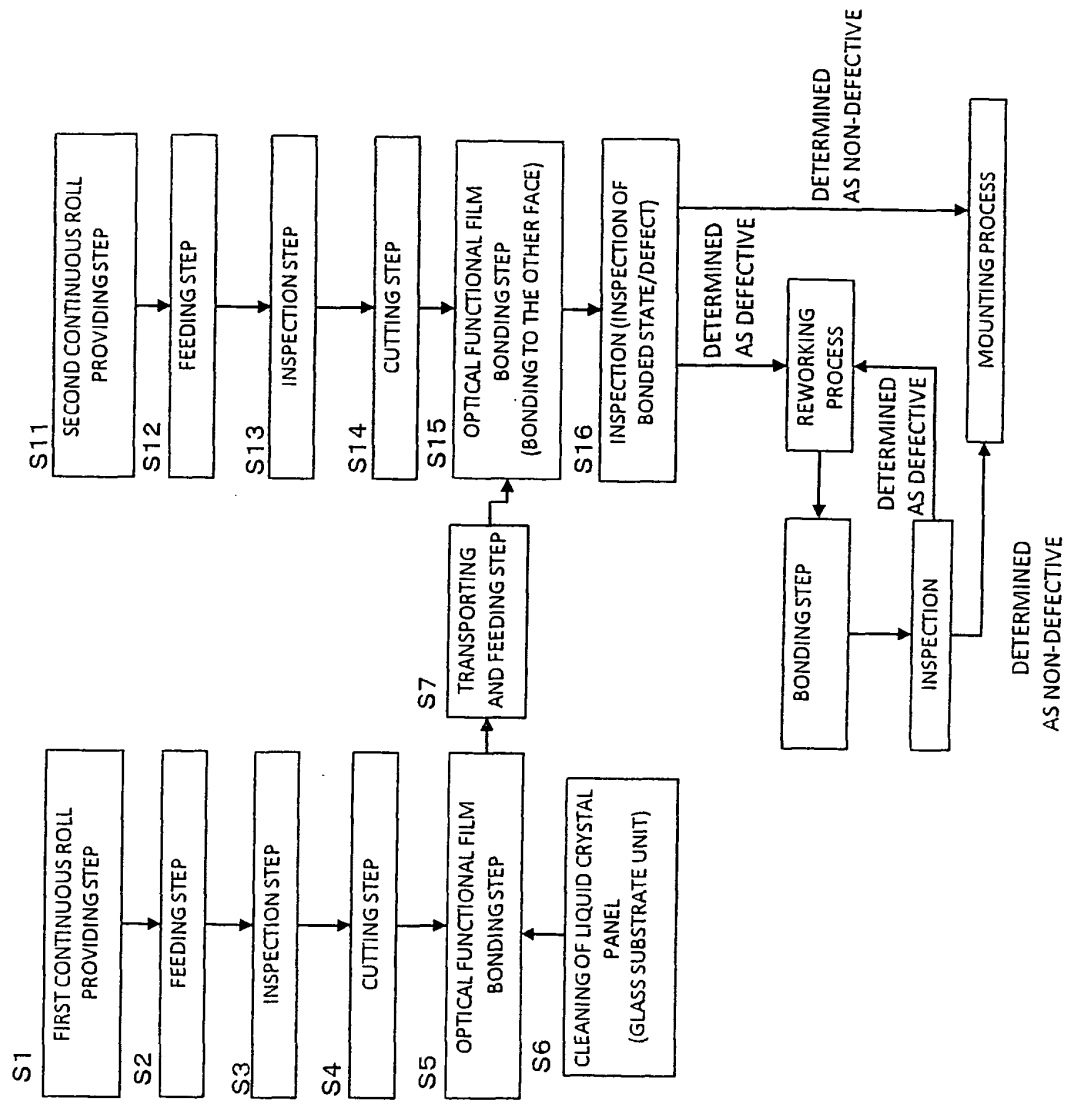 S1
FIRST CONTINUOUS ROLL
PROVIDING STEP
S2
FEEDING STEP
S3
INSPECTION STEP
S4
CUTTING STEP
S5
OPTICAL FUNCTIONAL FILM
BONDING STEP
S6
CLEANING OF LIQUID CRYSTAL
PANEL
(GLASS SUBSTRATE UNIT)
S7
TRANSPORTING
AND FEEDING STEP
S11
SECOND CONTINUOUS ROLL
PROVIDING STEP
S12
FEEDING STEP
S13
INSPECTION STEP
S14
CUTTING STEP
S15
OPTICAL FUNCTIONAL FILM
BONDING STEP
(BONDING TO THE OTHER FACE)
S16
INSPECTION (INSPECTION OF
BONDED STATE/DEFECT)
DETERMINED
AS DEFECTIVE
DETERMINED
AS NON-DEFECTIVE
REWORKING
PROCESS
BONDING STEP
DETERMINED
AS DEFECTIVE
INSPECTION
MOUNTING PROCESS
DETERMINED
AS NON-DEFECTIVE